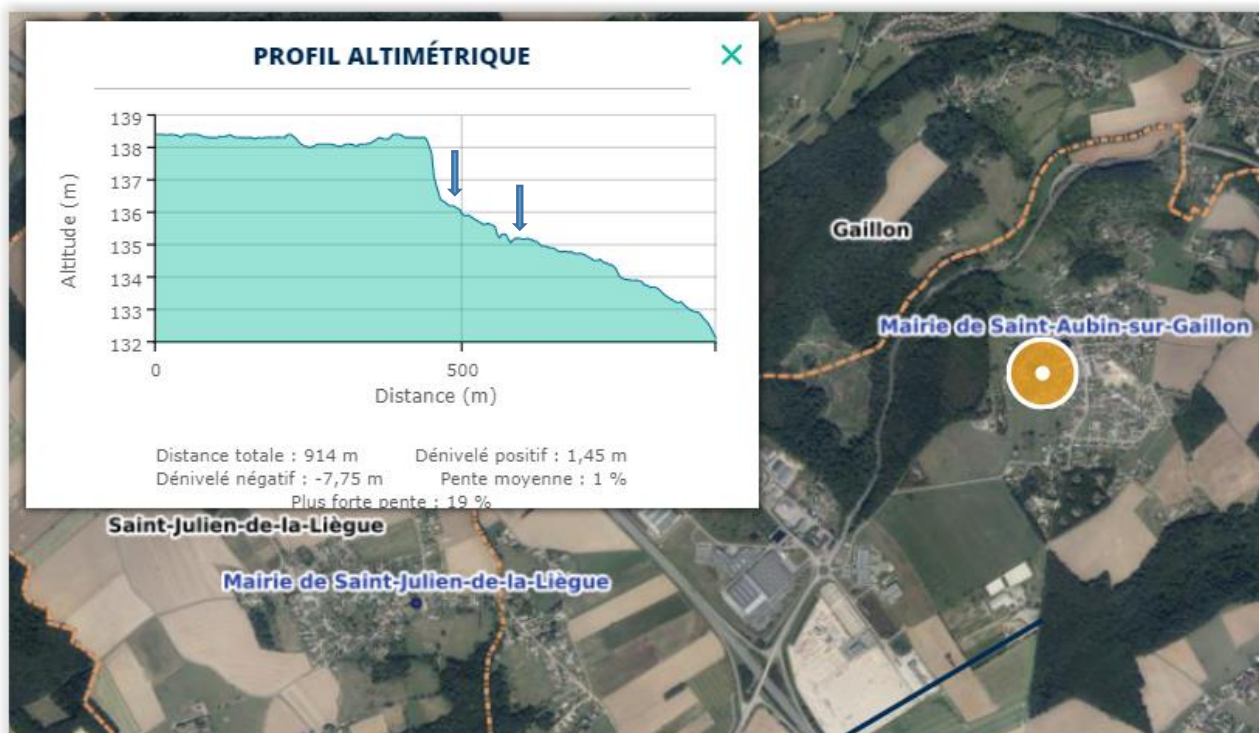 PROFIL ALTIMÉTRIQUE
139
138
137
136
135
134
133
132
Altitude (m)
0 500
Distance (m)
Distance totale : 914 m Dénivelé positif : 1,45 m
Dénivelé négatif : -7,75 m Pente moyenne : 1 %
Plus forte pente : 19 %
Gaillon
Mairie de Saint-Aubin-sur-Gaillon
Saint-Julien-de-la-Liègue
Mairie de Saint-Julien-de-la-Liègue